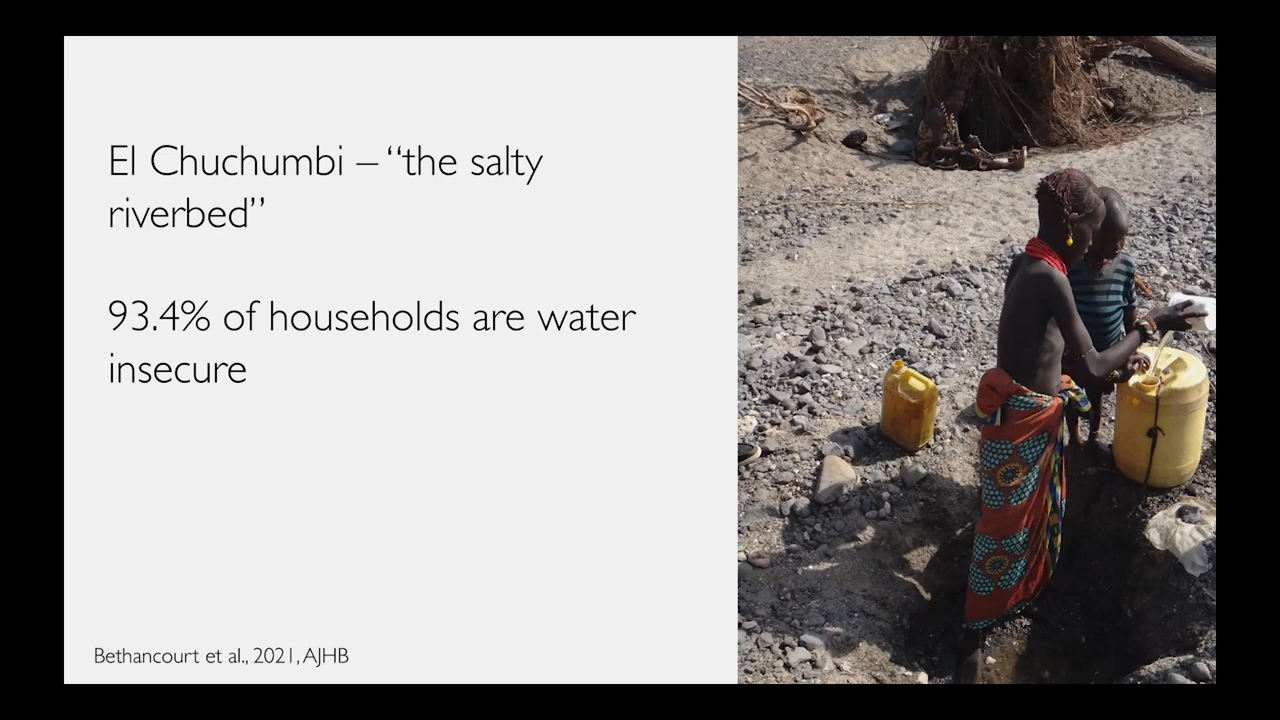 El Chuchumbi – “the salty
riverbed”
93.4% of households are water
insecure
Bethancourt et al., 2021, AJHB